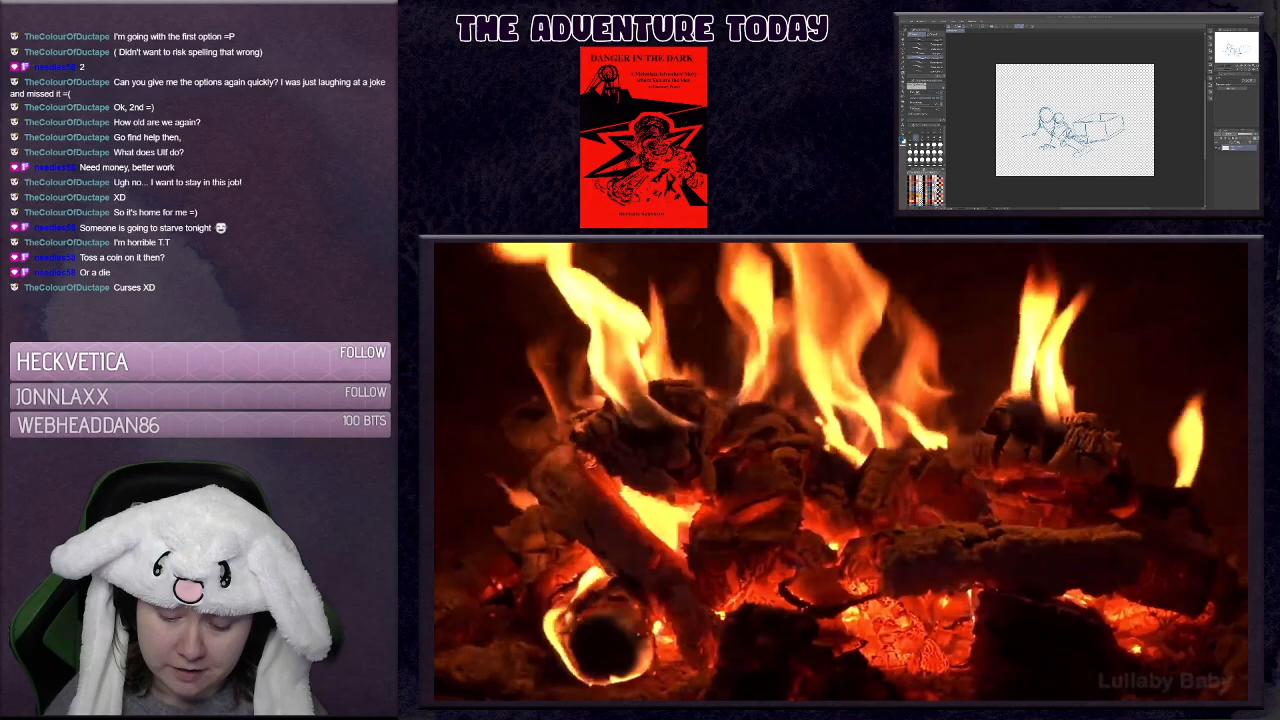 THE ADVENTURE TODAY
DANGER IN THE DARK
TheColourOfDuctape I'm going with the first option =P
TheColourOfDuctape ( Didn't want to risk spelling that wrong)
needles58 2
TheColourOfDuctape Can you give me the options again quickly? I was just laughing at a joke
and missed it =(
TheColourOfDuctape Ok, 2nd =)
TheColourOfDuctape How old are we again?
TheColourOfDuctape Go find help then,
TheColourOfDuctape What does Ulf do?
needles58 Need money, better work
TheColourOfDuctape Ugh no... I want to stay in this job!
TheColourOfDuctape XD
TheColourOfDuctape So it's home for me =)
needles58 Someone is going to starve tonight
TheColourOfDuctape I'm horrible T.T
needles58 Toss a coin on it then?
needles58 Or a die
TheColourOfDuctape Curses XD
HECKVETICA FOLLOW
JONNLAXX FOLLOW
WEBHEADDAN86 100 BITS
Lullaby Baby